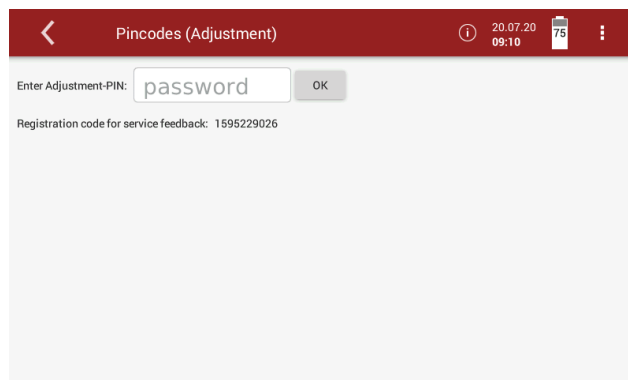 Pincodes (Adjustment)
20.07.20
09:10
75
Enter Adjustment-PIN: password OK
Registration code for service feedback: 1595229026